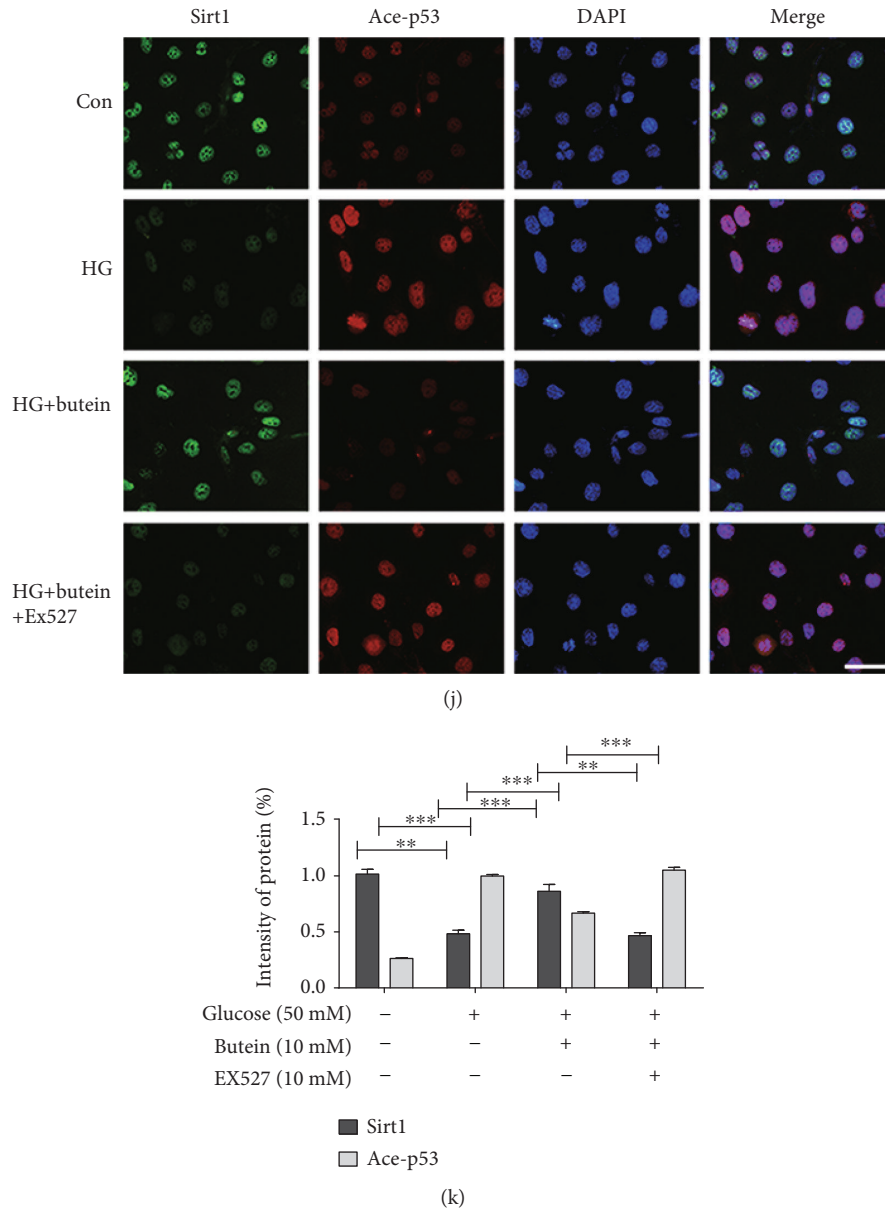 Sirt1 Ace-p53 DAPI Merge
Con
HG
HG+butein
HG+butein
+Ex527
(j)
***
**
***
***
***
**
Intensity of protein (%)
1.5
1.0
0.5
0.0
Glucose (50 mM) − + + +
Butein (10 mM) − − + +
EX527 (10 mM) − − − +
Sirt1
Ace-p53
(k)